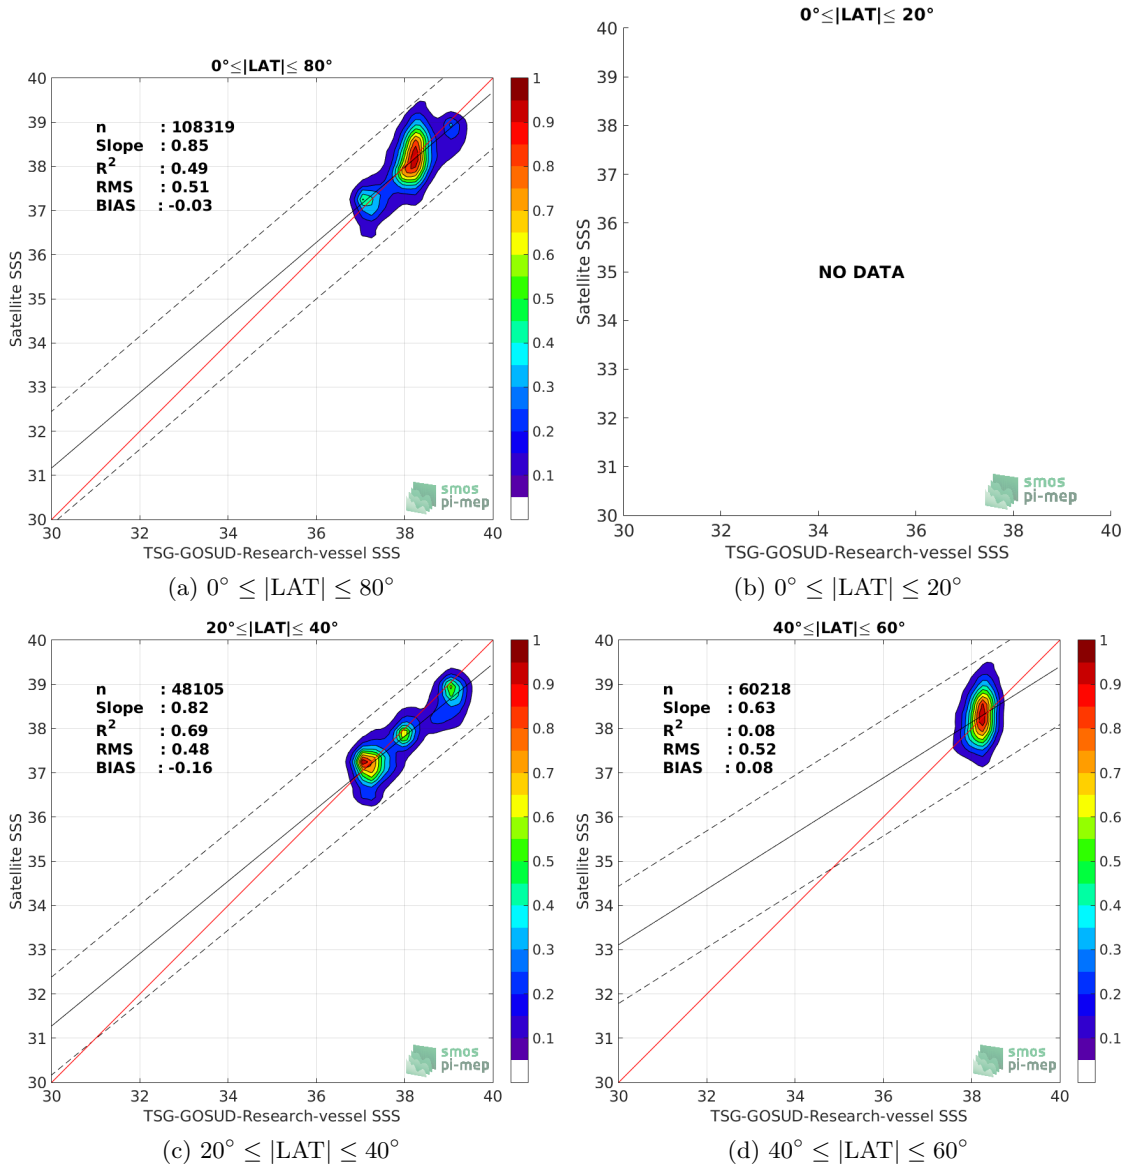 0°≤|LAT|≤ 80°
40
39
38
37
36
35
34
33
32
31
30
30 32 34 36 38 40
Satellite SSS
TSG-GOSUD-Research-vessel SSS
n : 108319
Slope : 0.85
R² : 0.49
RMS : 0.51
BIAS : -0.03
1
0.9
0.8
0.7
0.6
0.5
0.4
0.3
0.2
0.1
smos
pi-mep
(a) 0° ≤ |LAT| ≤ 80°
0°≤|LAT|≤ 20°
40
39
38
37
36
35
34
33
32
31
30
30 32 34 36 38 40
Satellite SSS
TSG-GOSUD-Research-vessel SSS
NO DATA
smos
pi-mep
(b) 0° ≤ |LAT| ≤ 20°
20°≤|LAT|≤ 40°
40
39
38
37
36
35
34
33
32
31
30
30 32 34 36 38 40
Satellite SSS
TSG-GOSUD-Research-vessel SSS
n : 48105
Slope : 0.82
R² : 0.69
RMS : 0.48
BIAS : -0.16
1
0.9
0.8
0.7
0.6
0.5
0.4
0.3
0.2
0.1
smos
pi-mep
(c) 20° ≤ |LAT| ≤ 40°
40°≤|LAT|≤ 60°
40
39
38
37
36
35
34
33
32
31
30
30 32 34 36 38 40
Satellite SSS
TSG-GOSUD-Research-vessel SSS
n : 60218
Slope : 0.63
R² : 0.08
RMS : 0.52
BIAS : 0.08
1
0.9
0.8
0.7
0.6
0.5
0.4
0.3
0.2
0.1
smos
pi-mep
(d) 40° ≤ |LAT| ≤ 60°